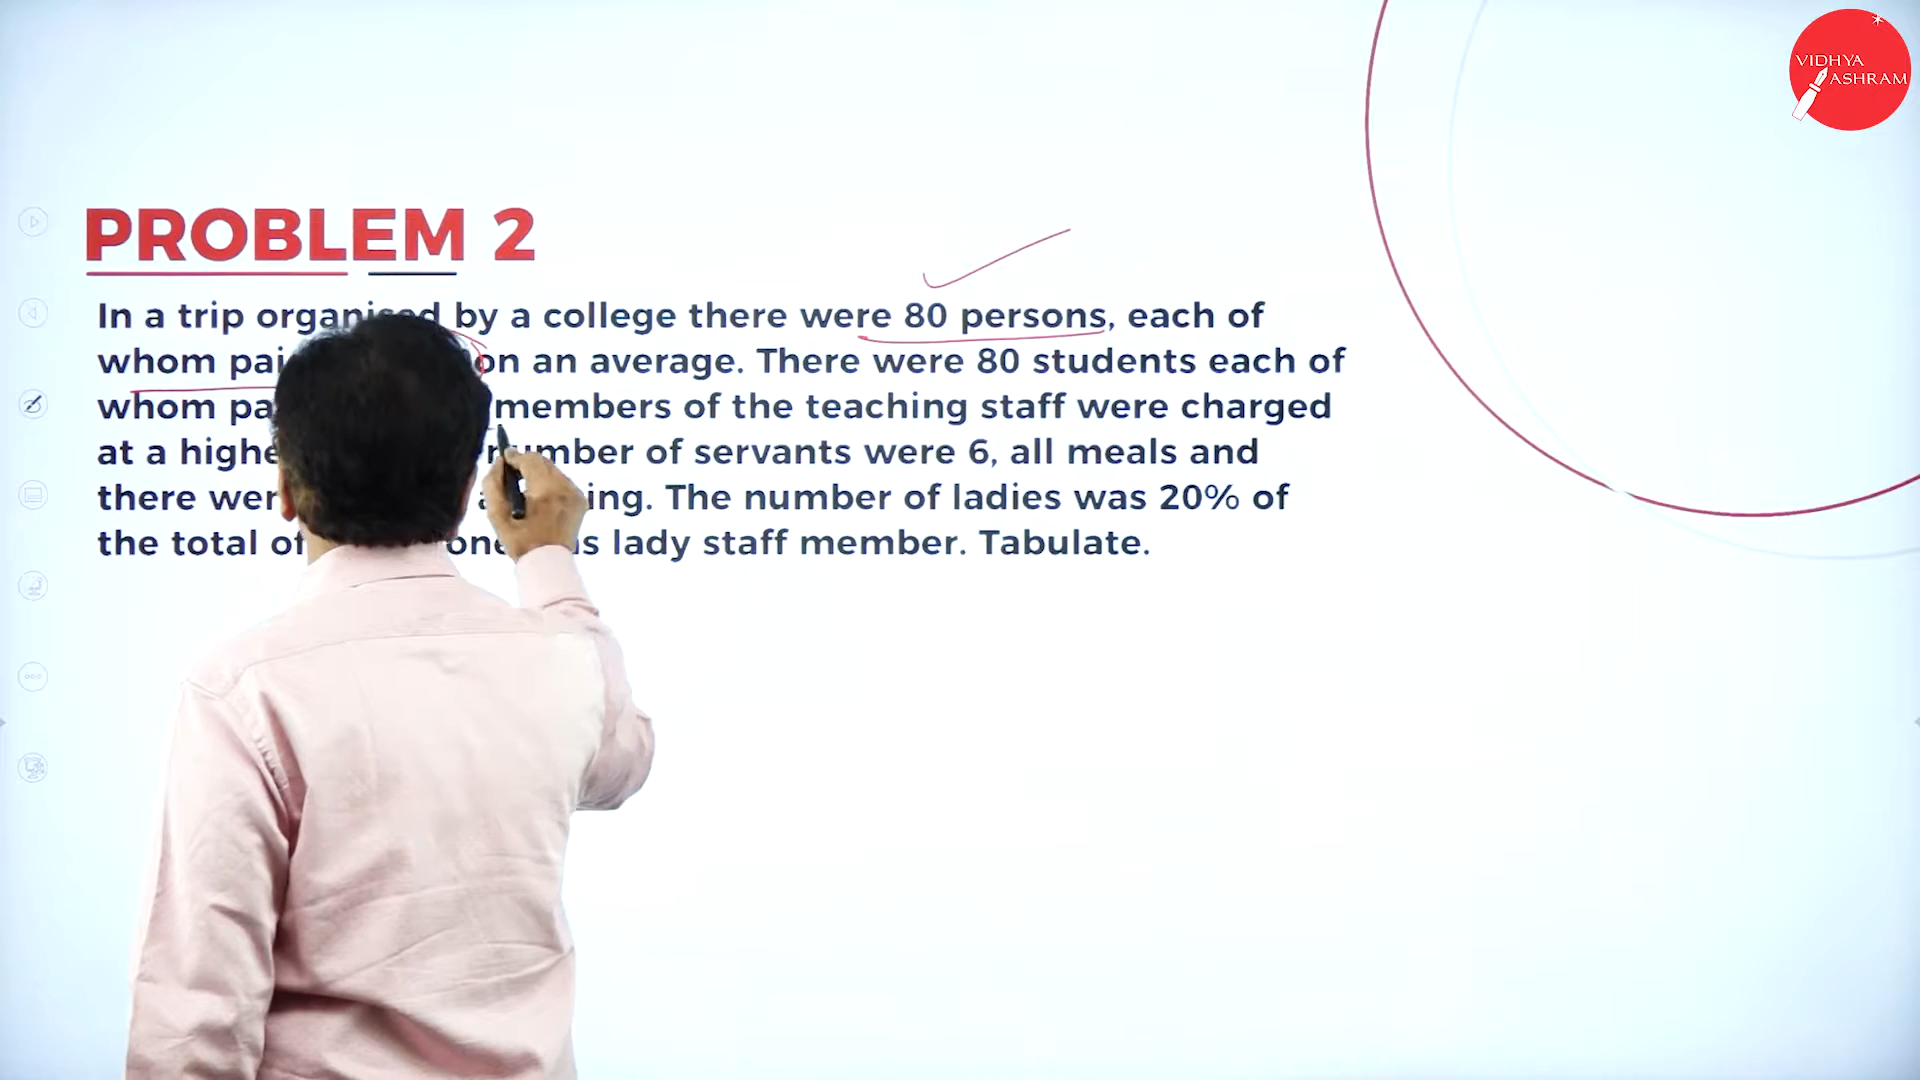 VIDHYA
ASHRAM
PROBLEM 2
In a trip organised by a college there were 80 persons, each of
whom on an average. There were 80 students each of
whom members of the teaching staff were charged
at a number of servants were 6, all meals and
there The number of ladies was 20% of
the total lady staff member. Tabulate.